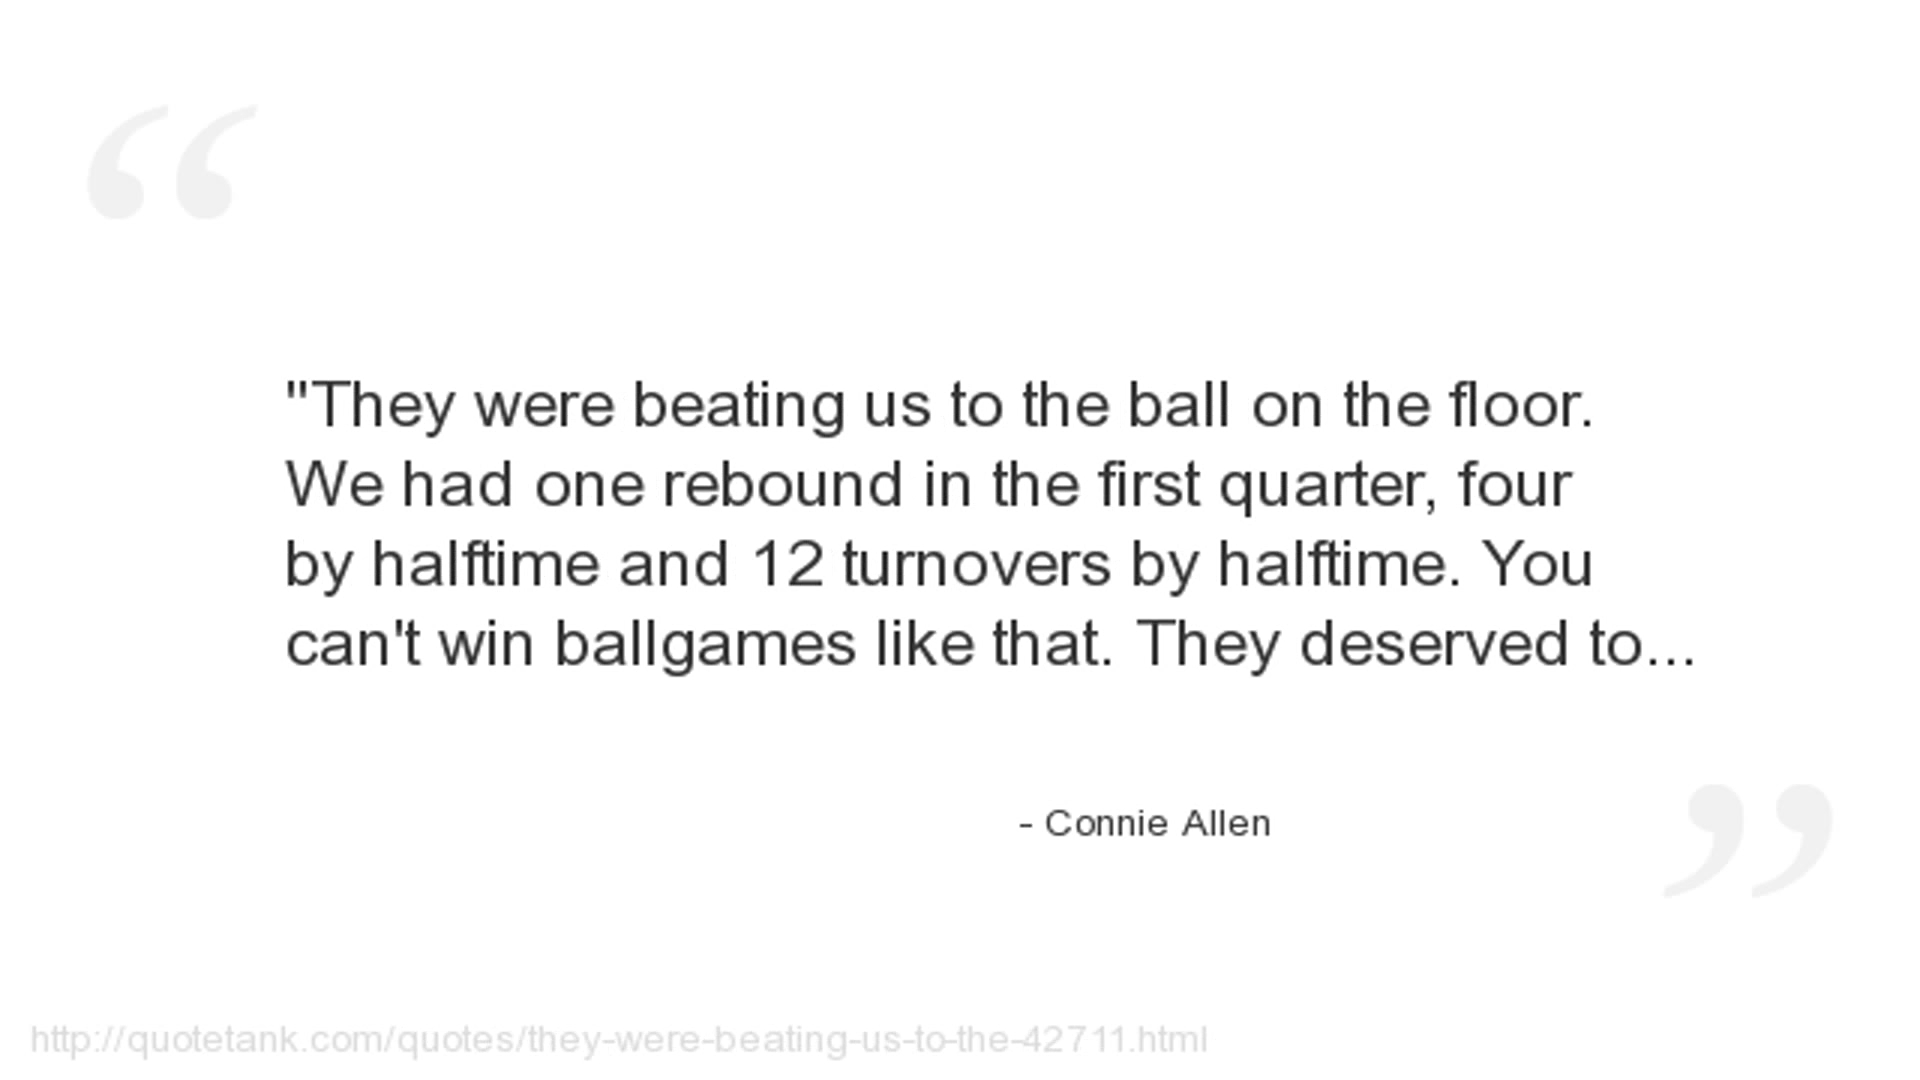 "They were beating us to the ball on the floor.
We had one rebound in the first quarter, four
by halftime and 12 turnovers by halftime. You
can't win ballgames like that. They deserved to...
- Connie Allen
http://quotetank.com/quotes/they-were-beating-us-to-the-42711.html